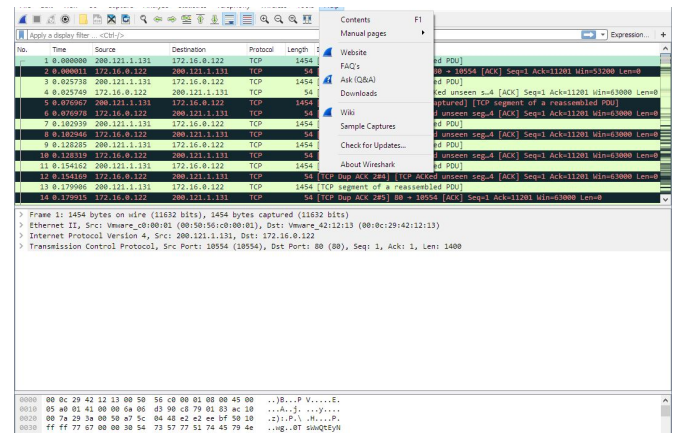 Apply a display filter ... <Ctrl-/>
Expression... +
Contents F1
Manual pages
Website
FAQ's
Ask (Q&A)
Downloads
Wiki
Sample Captures
Check for Updates...
About Wireshark
No. Time Source Destination Protocol Length
1 0.000000 200.121.1.131 172.16.0.122 TCP 1454 [ ed PDU]
2 0.000011 172.16.0.122 200.121.1.131 TCP 54 [ 80 → 10554 [ACK] Seq=1 Ack=11201 Win=53200 Len=0
3 0.025738 200.121.1.131 172.16.0.122 TCP 1454 [ ed PDU]
4 0.025749 172.16.0.122 200.121.1.131 TCP 54 [ Ked unseen s…4 [ACK] Seq=1 Ack=11201 Win=63000 Len=0
5 0.076967 200.121.1.131 172.16.0.122 TCP 1454 [ aptured] [TCP segment of a reassembled PDU]
6 0.076978 172.16.0.122 200.121.1.131 TCP 54 [ d unseen seg…4 [ACK] Seq=1 Ack=11201 Win=63000 Len=0
7 0.102939 200.121.1.131 172.16.0.122 TCP 1454 [ ed PDU]
8 0.102946 172.16.0.122 200.121.1.131 TCP 54 [ d unseen seg…4 [ACK] Seq=1 Ack=11201 Win=63000 Len=0
9 0.128285 200.121.1.131 172.16.0.122 TCP 1454 [ ed PDU]
10 0.128319 172.16.0.122 200.121.1.131 TCP 54 [ d unseen seg…4 [ACK] Seq=1 Ack=11201 Win=63000 Len=0
11 0.154162 200.121.1.131 172.16.0.122 TCP 1454 [ ed PDU]
12 0.154169 172.16.0.122 200.121.1.131 TCP 54 [TCP Dup ACK 2#4] [TCP ACKed unseen seg…4 [ACK] Seq=1 Ack=11201 Win=63000 Len=0
13 0.179906 200.121.1.131 172.16.0.122 TCP 1454 [TCP segment of a reassembled PDU]
14 0.179915 172.16.0.122 200.121.1.131 TCP 54 [TCP Dup ACK 2#5] 80 → 10554 [ACK] Seq=1 Ack=11201 Win=63000 Len=0
> Frame 1: 1454 bytes on wire (11632 bits), 1454 bytes captured (11632 bits)
> Ethernet II, Src: Vmware_c0:00:01 (00:50:56:c0:00:01), Dst: Vmware_42:12:13 (00:0c:29:42:12:13)
> Internet Protocol Version 4, Src: 200.121.1.131, Dst: 172.16.0.122
> Transmission Control Protocol, Src Port: 10554 (10554), Dst Port: 80 (80), Seq: 1, Ack: 1, Len: 1400
0000 00 0c 29 42 12 13 00 50 56 c0 00 01 08 00 45 00 ..)B...P V.....E.
0010 05 a0 01 41 00 00 6a 06 d3 90 c8 79 01 83 ac 10 ...A..j. ...y....
0020 00 7a 29 3a 00 50 a7 5c 04 48 e2 e2 ee bf 50 10 .z):.P.\ .H....P.
0030 ff ff 77 67 00 00 30 54 73 57 77 51 74 45 79 4e ..wg..0T sWwQtEyN